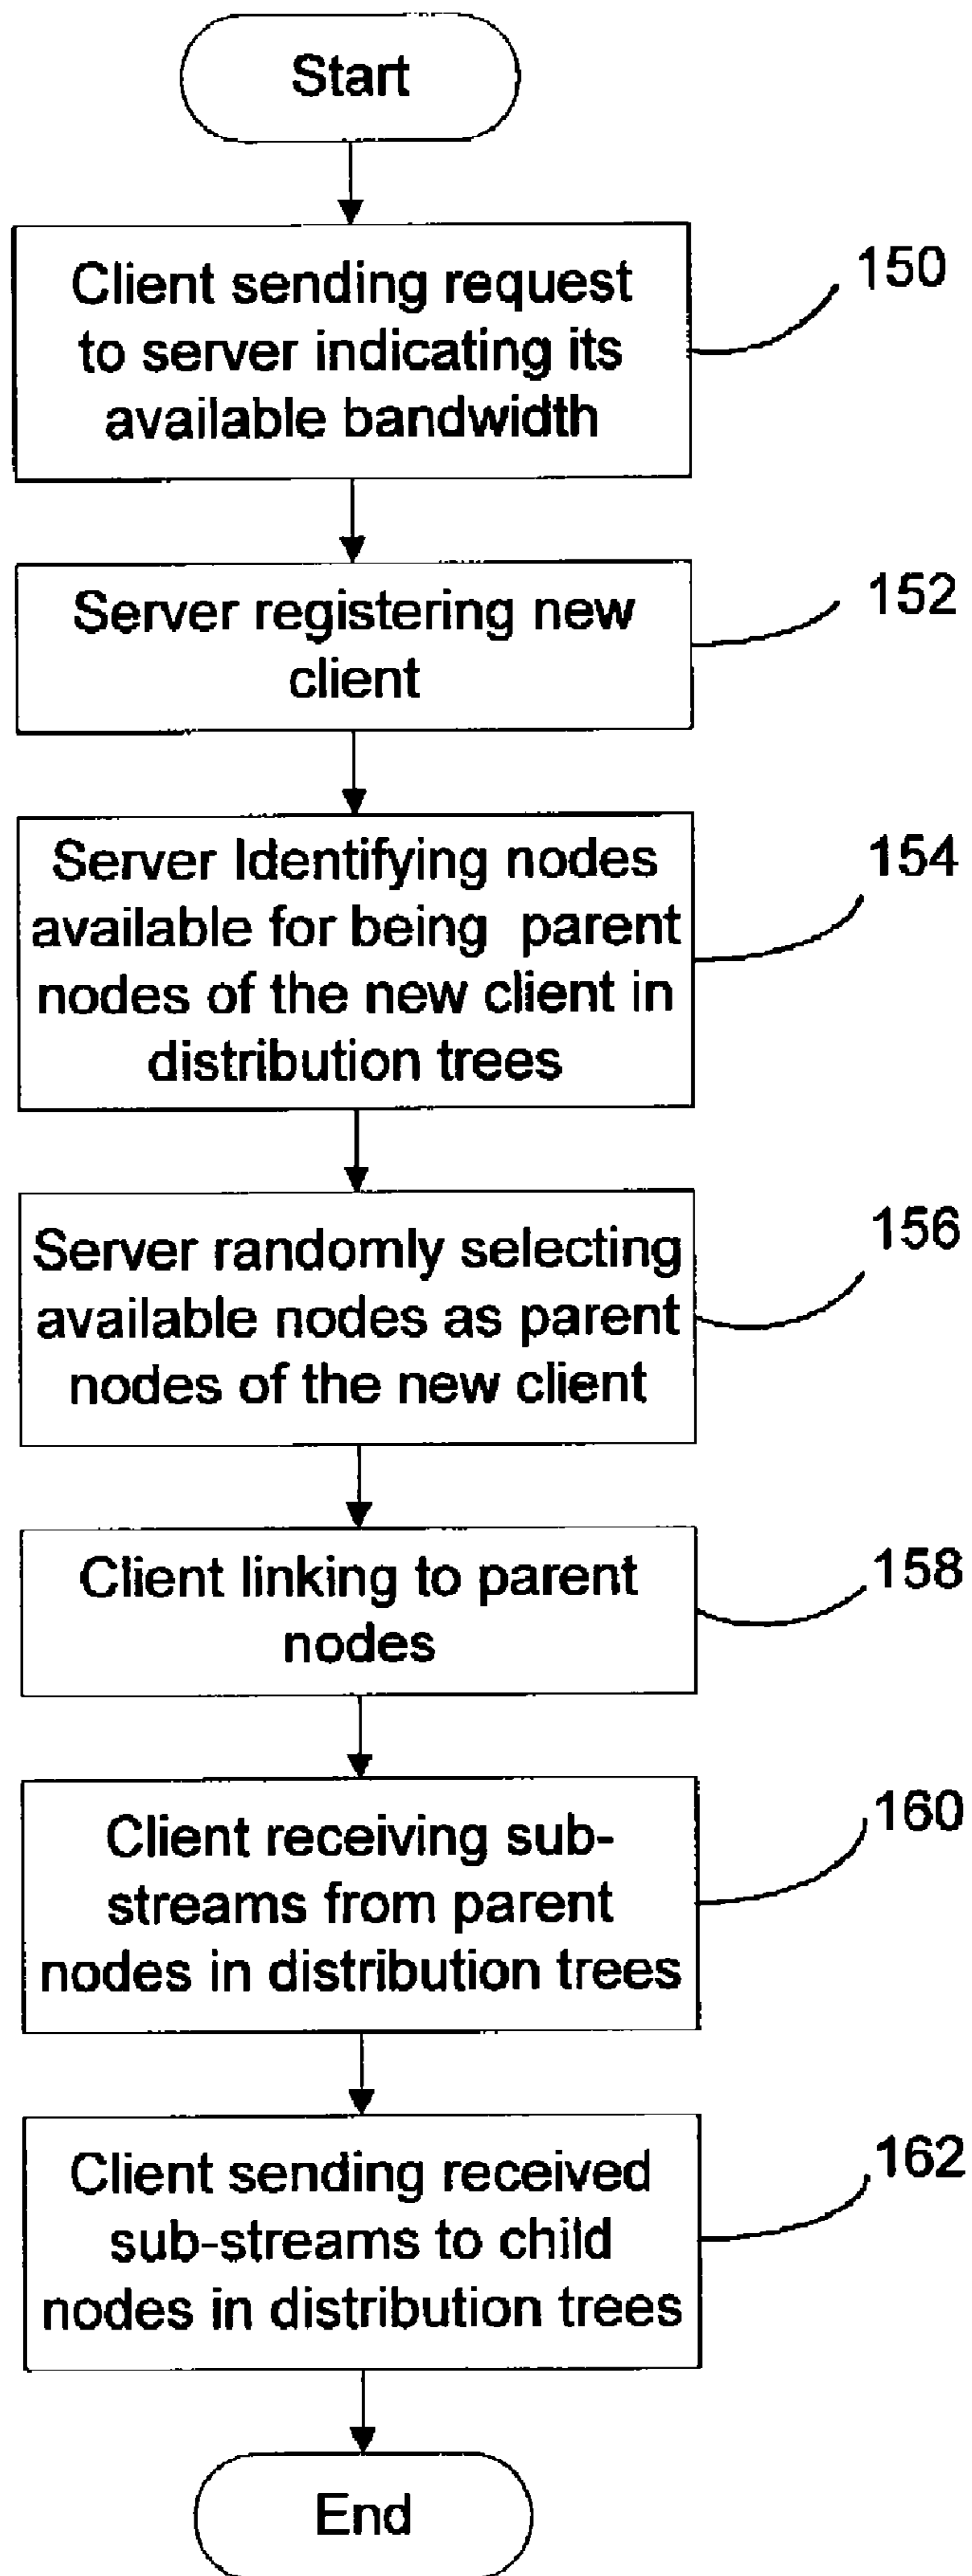 Start
Client sending request
to server indicating its
available bandwidth
150
Server registering new
client
152
Server Identifying nodes
available for being parent
nodes of the new client in
distribution trees
154
Server randomly selecting
available nodes as parent
nodes of the new client
156
Client linking to parent
nodes
158
Client receiving sub-
streams from parent
nodes in distribution trees
160
Client sending received
sub-streams to child
nodes in distribution trees
162
End